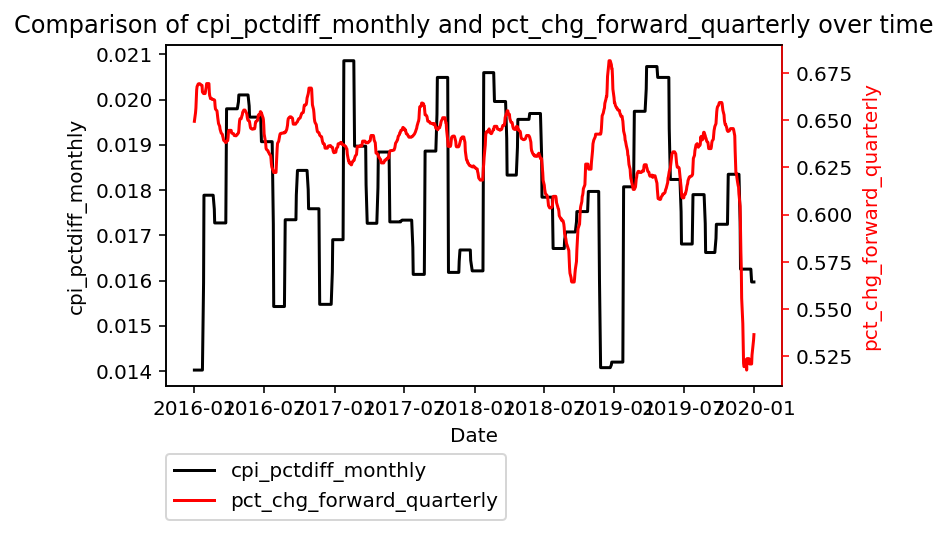 Comparison of cpi_pctdiff_monthly and pct_chg_forward_quarterly over time
cpi_pctdiff_monthly
0.021
0.020
0.019
0.018
0.017
0.016
0.015
0.014
0.675
0.650
0.625
0.600
0.575
0.550
0.525
pct_chg_forward_quarterly
2016-01 2016-07 2017-01 2017-07 2018-01 2018-07 2019-01 2019-07 2020-01
Date
cpi_pctdiff_monthly
pct_chg_forward_quarterly